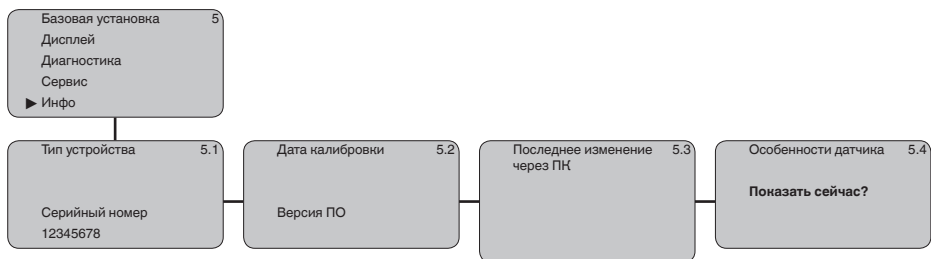 Базовая установка 5
Дисплей
Диагностика
Сервис
▶ Инфо
Тип устройства 5.1
Серийный номер
12345678
Дата калибровки 5.2
Версия ПО
Последнее изменение 5.3
через ПК
Особенности датчика 5.4
Показать сейчас?